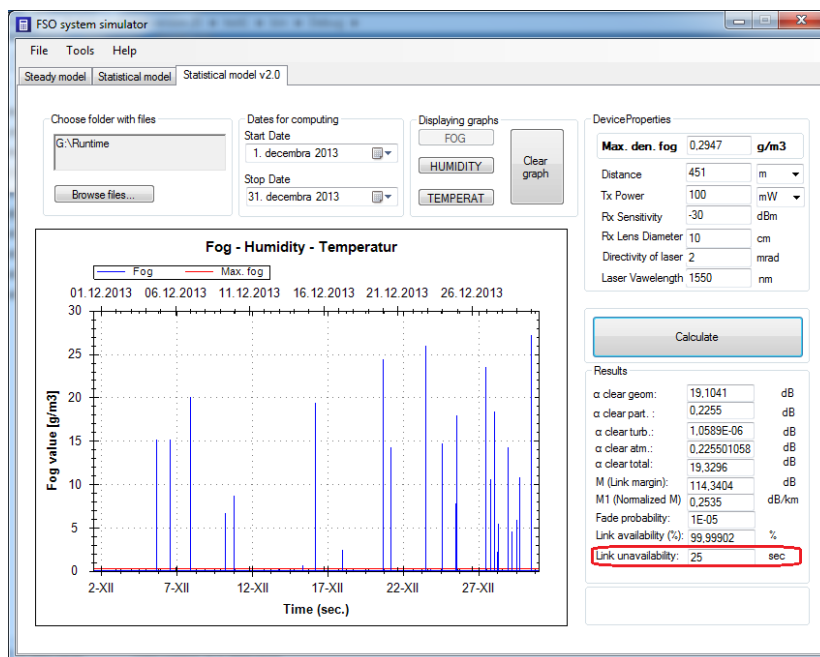 FSO system simulator
File Tools Help
Steady model Statistical model Statistical model v2.0
Choose folder with files
G:\Runtime
Browse files...
Dates for computing
Start Date
1. decembra 2013
Stop Date
31. decembra 2013
Displaying graphs
FOG
HUMIDITY
TEMPERAT
Clear
graph
DeviceProperties
Max. den. fog 0,2947 g/m3
Distance 451 m
Tx Power 100 mW
Rx Sensitivity -30 dBm
Rx Lens Diameter 10 cm
Directivity of laser 2 mrad
Laser Vawelength 1550 nm
Calculate
Results
α clear geom: 19,1041 dB
α clear part. : 0,2255 dB
α clear turb.: 1,0589E-06 dB
α clear atm.: 0,225501058 dB
α clear total: 19,3296 dB
M (Link margin): 114,3404 dB
M1 (Normalized M) 0,2535 dB/km
Fade probability: 1E-05
Link availability (%): 99,99902 %
Link unavailability: 25 sec
Fog - Humidity - Temperatur
Fog Max. fog
01.12.2013 06.12.2013 11.12.2013 16.12.2013 21.12.2013 26.12.2013
30
25
20
15
10
5
0
Fog value [g/m3]
2-XII 7-XII 12-XII 17-XII 22-XII 27-XII
Time (sec.)